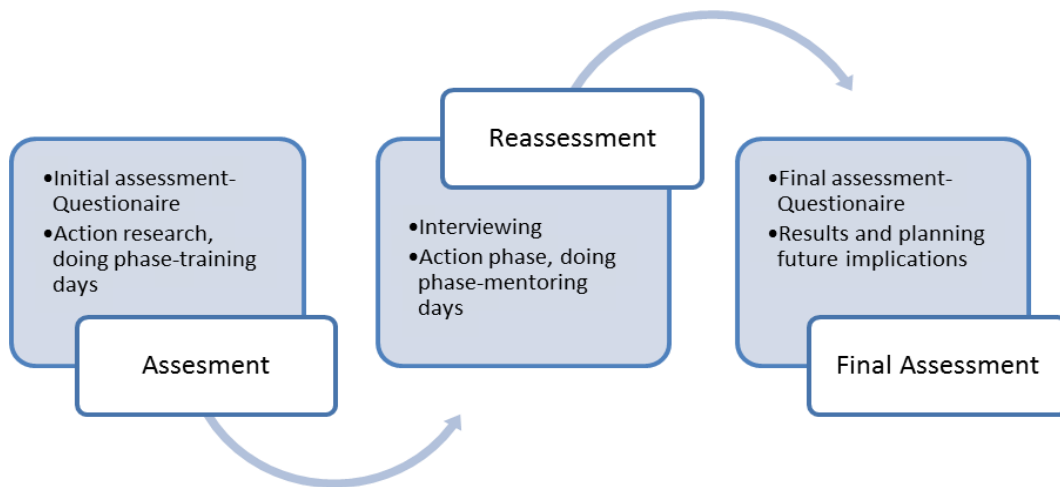 •Initial assessment-
Questionaire
•Action research,
doing phase-training
days
Assesment
Reassessment
•Interviewing
•Action phase, doing
phase-mentoring
days
•Final assessment-
Questionaire
•Results and planning
future implications
Final Assessment